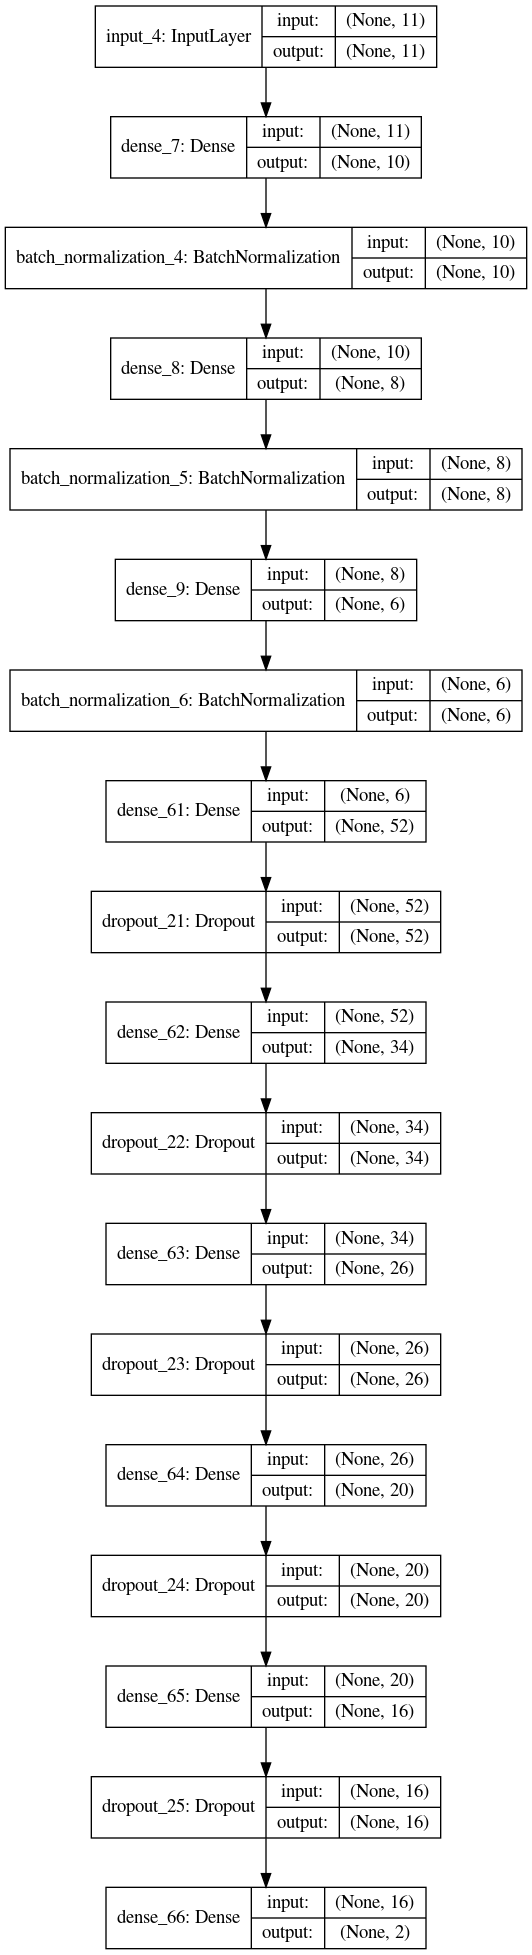 input_4: InputLayer
input: (None, 11)
output: (None, 11)
dense_7: Dense
input: (None, 11)
output: (None, 10)
batch_normalization_4: BatchNormalization
input: (None, 10)
output: (None, 10)
dense_8: Dense
input: (None, 10)
output: (None, 8)
batch_normalization_5: BatchNormalization
input: (None, 8)
output: (None, 8)
dense_9: Dense
input: (None, 8)
output: (None, 6)
batch_normalization_6: BatchNormalization
input: (None, 6)
output: (None, 6)
dense_61: Dense
input: (None, 6)
output: (None, 52)
dropout_21: Dropout
input: (None, 52)
output: (None, 52)
dense_62: Dense
input: (None, 52)
output: (None, 34)
dropout_22: Dropout
input: (None, 34)
output: (None, 34)
dense_63: Dense
input: (None, 34)
output: (None, 26)
dropout_23: Dropout
input: (None, 26)
output: (None, 26)
dense_64: Dense
input: (None, 26)
output: (None, 20)
dropout_24: Dropout
input: (None, 20)
output: (None, 20)
dense_65: Dense
input: (None, 20)
output: (None, 16)
dropout_25: Dropout
input: (None, 16)
output: (None, 16)
dense_66: Dense
input: (None, 16)
output: (None, 2)